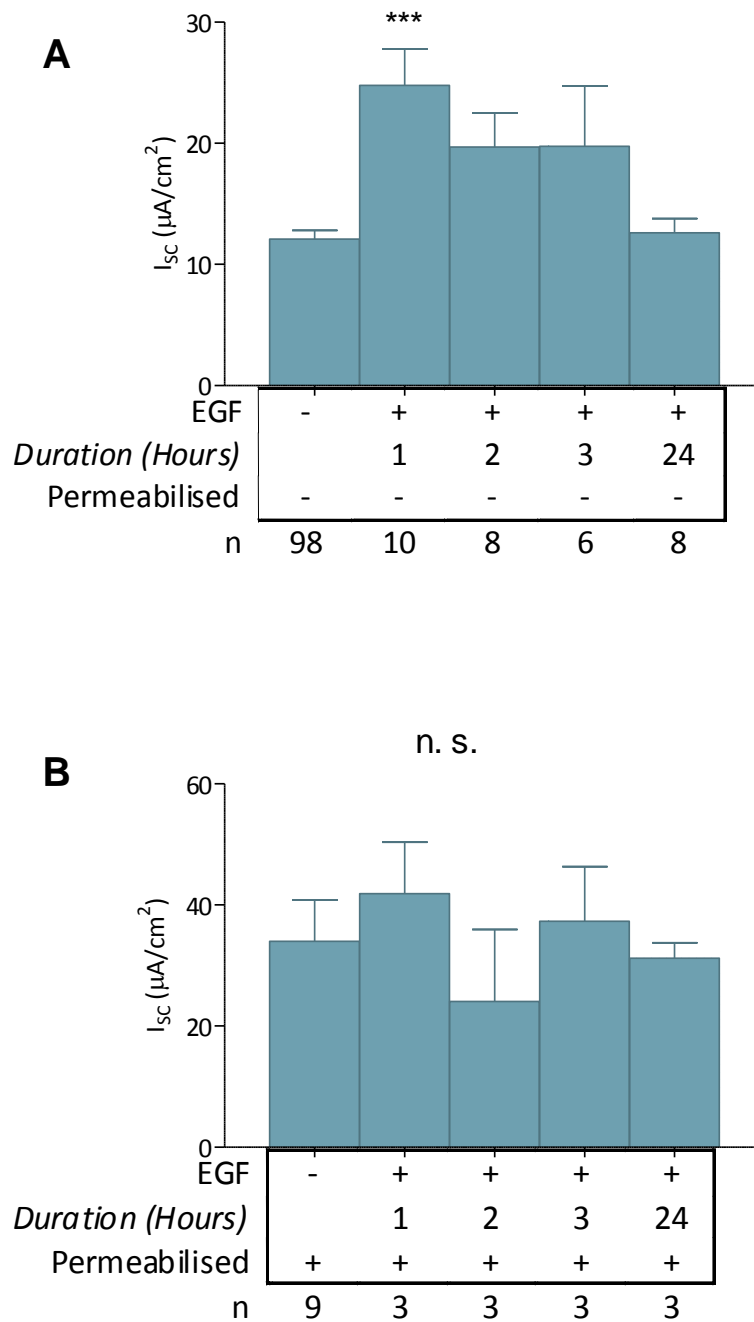 A
***
30
20
10
0
I_SC (µA/cm²)
EGF - + + + +
Duration (Hours) 1 2 3 24
Permeabilised - - - - -
n 98 10 8 6 8
n. s.
B
60
40
20
0
I_SC (µA/cm²)
EGF - + + + +
Duration (Hours) 1 2 3 24
Permeabilised + + + + +
n 9 3 3 3 3